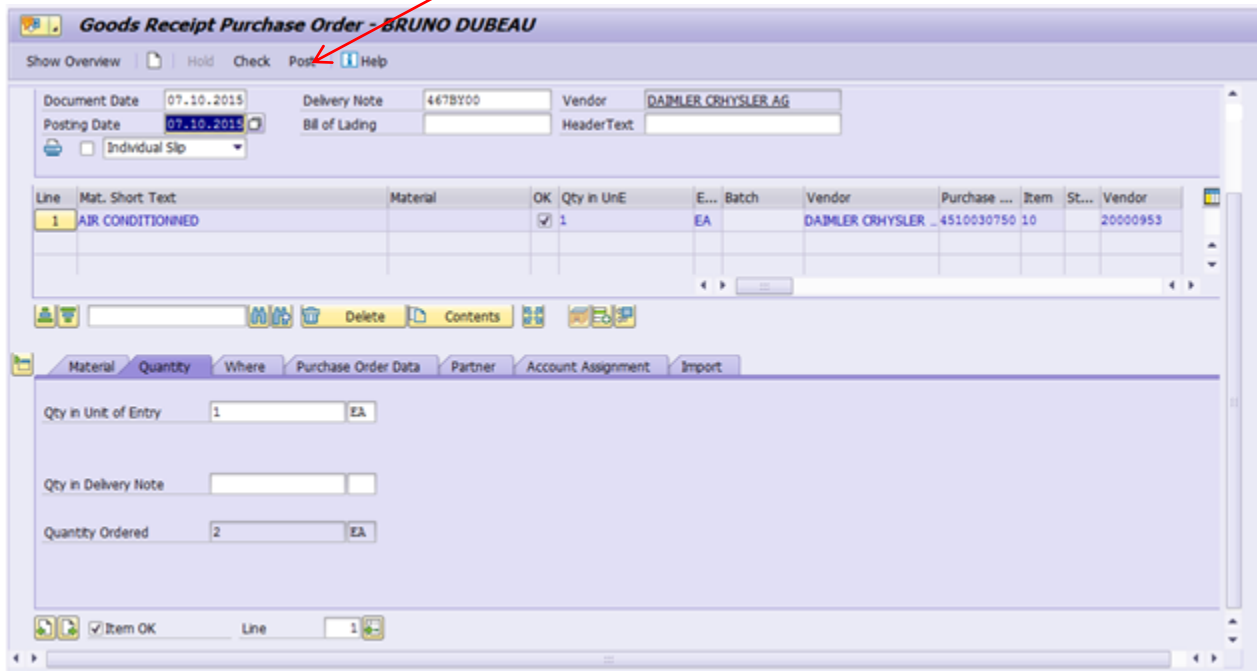 Goods Receipt Purchase Order - BRUNO DUBEAU
Show Overview Hold Check Post Help
Document Date 07.10.2015 Delivery Note 467BY00 Vendor DAIMLER CRHYSLER AG
Posting Date 07.10.2015 Bill of Lading HeaderText
Individual Slip
Line Mat. Short Text Material OK Qty in UnE E... Batch Vendor Purchase ... Item St... Vendor
1 AIR CONDITIONNED 1 EA DAIMLER CRHYSLER .. 4510030750 10 20000953
Delete Contents
Material Quantity Where Purchase Order Data Partner Account Assignment Import
Qty in Unit of Entry 1 EA
Qty in Delivery Note
Quantity Ordered 2 EA
Item OK Line 1